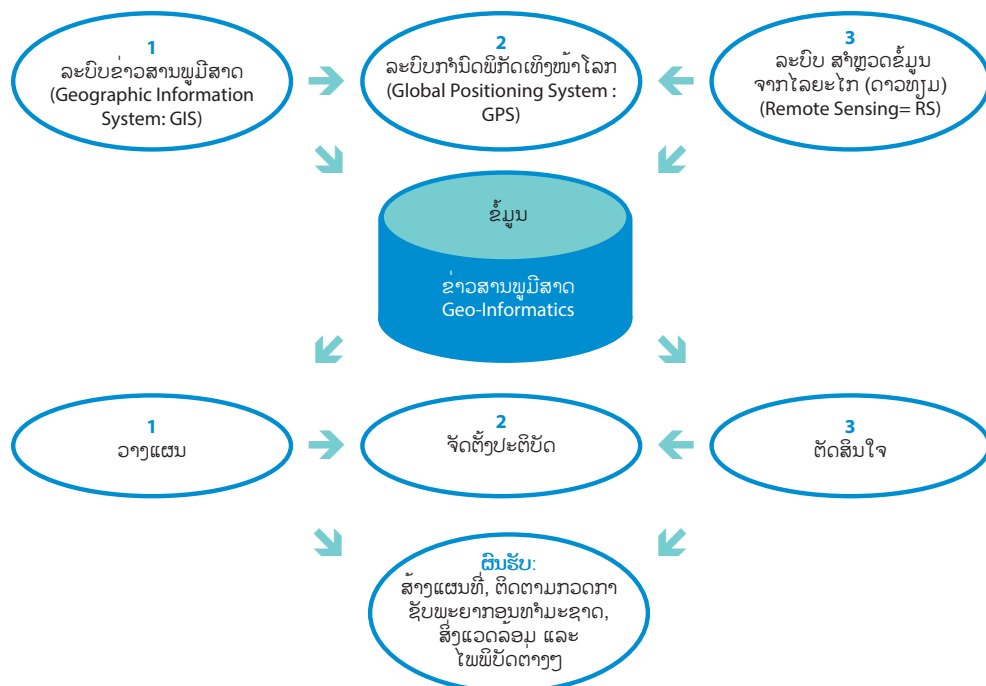 1
ລະບົບຂ່າວສານພູມີສາດ
(Geographic Information
System: GIS)
2
ລະບົບກຳນົດພິກັດເທິງໜ້າໂລກ
(Global Positioning System :
GPS)
3
ລະບົບ ສຳຫຼວດຂໍ້ມູນ
ຈາກໄລຍະໄກ (ດາວທຽມ)
(Remote Sensing= RS)
ຂໍ້ມູນ
ຂ່າວສານພູມີສາດ
Geo-Informatics
1
ວາງແຜນ
2
ຈັດຕັ້ງປະຕິບັດ
3
ຕັດສິນໃຈ
ຜົນຮັບ:
ສ້າງແຜນທີ່, ຕິດຕາມກວດກາ
ຊັບພະຍາກອນທຳມະຊາດ,
ສິ່ງແວດລ້ອມ ແລະ
ໄພພິບັດຕ່າງໆ